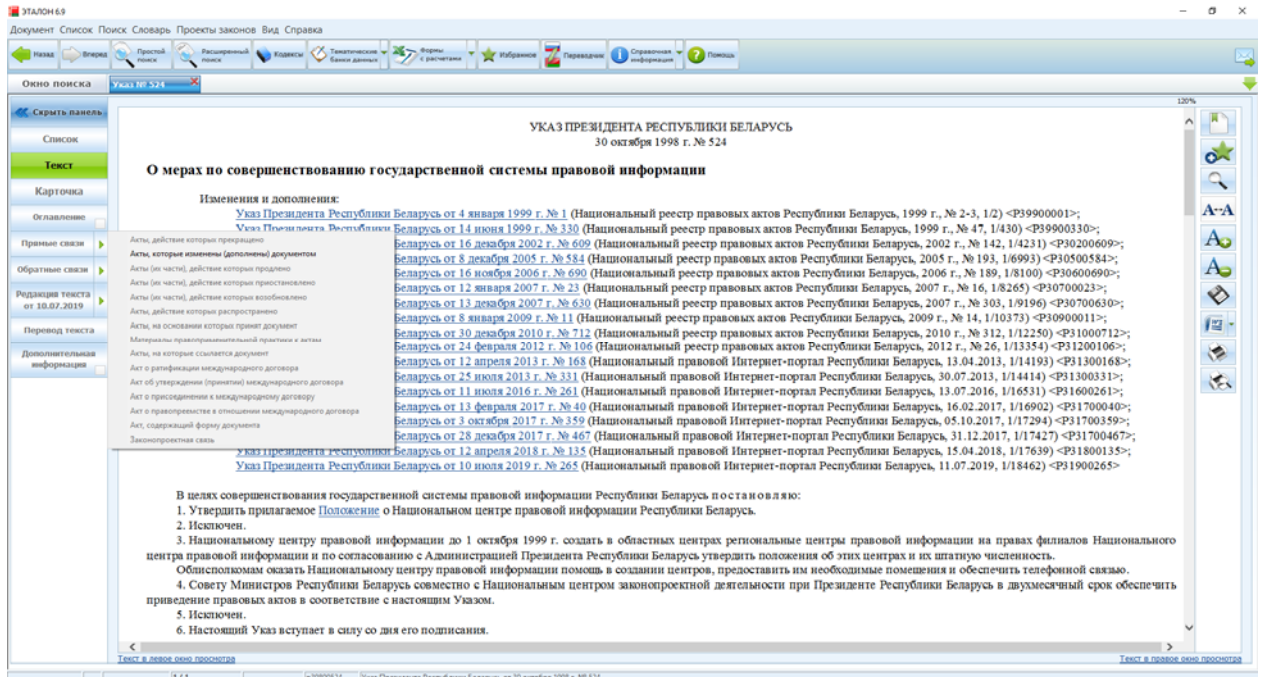 ЭТАЛОН 6.9
Документ Список Поиск Словарь Проекты законов Вид Справка
Назад Вперед Простой поиск Расширенный поиск Кодексы Тематические банки данных Формы с расчетами Избранное Переводчик Справочная информация Помощь
Окно поиска Указ № 524
120%
Скрыть панель
Список
Текст
Карточка
Оглавление
Прямые связи
Обратные связи
Редакция текста
от 10.07.2019
Перевод текста
Дополнительная
информация
УКАЗ ПРЕЗИДЕНТА РЕСПУБЛИКИ БЕЛАРУСЬ
30 октября 1998 г. № 524
О мерах по совершенствованию государственной системы правовой информации
Изменения и дополнения:
Указ Президента Республики Беларусь от 4 января 1999 г. № 1 (Национальный реестр правовых актов Республики Беларусь, 1999 г., № 2-3, 1/2) <P39900001>;
Указ Президента Республики Беларусь от 14 июня 1999 г. № 330 (Национальный реестр правовых актов Республики Беларусь, 1999 г., № 47, 1/430) <P39900330>;
Беларусь от 16 декабря 2002 г. № 609 (Национальный реестр правовых актов Республики Беларусь, 2002 г., № 142, 1/4231) <P30200609>;
Беларусь от 8 декабря 2005 г. № 584 (Национальный реестр правовых актов Республики Беларусь, 2005 г., № 193, 1/6993) <P30500584>;
Беларусь от 16 ноября 2006 г. № 690 (Национальный реестр правовых актов Республики Беларусь, 2006 г., № 189, 1/8100) <P30600690>;
Беларусь от 12 января 2007 г. № 23 (Национальный реестр правовых актов Республики Беларусь, 2007 г., № 16, 1/8265) <P30700023>;
Беларусь от 13 декабря 2007 г. № 630 (Национальный реестр правовых актов Республики Беларусь, 2007 г., № 303, 1/9196) <P30700630>;
Беларусь от 8 января 2009 г. № 11 (Национальный реестр правовых актов Республики Беларусь, 2009 г., № 14, 1/10373) <P30900011>;
Беларусь от 30 декабря 2010 г. № 712 (Национальный реестр правовых актов Республики Беларусь, 2010 г., № 312, 1/12250) <P31000712>;
Беларусь от 24 февраля 2012 г. № 106 (Национальный реестр правовых актов Республики Беларусь, 2012 г., № 26, 1/13354) <P31200106>;
Беларусь от 12 апреля 2013 г. № 168 (Национальный правовой Интернет-портал Республики Беларусь, 13.04.2013, 1/14193) <P31300168>;
Беларусь от 25 июля 2013 г. № 331 (Национальный правовой Интернет-портал Республики Беларусь, 30.07.2013, 1/14414) <P31300331>;
Беларусь от 11 июля 2016 г. № 261 (Национальный правовой Интернет-портал Республики Беларусь, 13.07.2016, 1/16531) <P31600261>;
Беларусь от 13 февраля 2017 г. № 40 (Национальный правовой Интернет-портал Республики Беларусь, 16.02.2017, 1/16902) <P31700040>;
Беларусь от 3 октября 2017 г. № 359 (Национальный правовой Интернет-портал Республики Беларусь, 05.10.2017, 1/17294) <P31700359>;
Беларусь от 28 декабря 2017 г. № 467 (Национальный правовой Интернет-портал Республики Беларусь, 31.12.2017, 1/17427) <P31700467>;
Указ Президента Республики Беларусь от 12 апреля 2018 г. № 135 (Национальный правовой Интернет-портал Республики Беларусь, 15.04.2018, 1/17639) <P31800135>;
Указ Президента Республики Беларусь от 10 июля 2019 г. № 265 (Национальный правовой Интернет-портал Республики Беларусь, 11.07.2019, 1/18462) <P31900265>
Акты, действие которых прекращено
Акты, которые изменены (дополнены) документом
Акты (их части), действие которых продлено
Акты (их части), действие которых приостановлено
Акты (их части), действие которых возобновлено
Акты, действие которых распространено
Акты, на основании которых принят документ
Материалы правоприменительной практики к актам
Акты, на которые ссылается документ
Акт о ратификации международного договора
Акт об утверждении (принятии) международного договора
Акт о присоединении к международному договору
Акт о правопреемстве в отношении международного договора
Акт, содержащий форму документа
Законопроектная связь
В целях совершенствования государственной системы правовой информации Республики Беларусь п о с т а н о в л я ю:
1. Утвердить прилагаемое Положение о Национальном центре правовой информации Республики Беларусь.
2. Исключен.
3. Национальному центру правовой информации до 1 октября 1999 г. создать в областных центрах региональные центры правовой информации на правах филиалов Национального
центра правовой информации и по согласованию с Администрацией Президента Республики Беларусь утвердить положения об этих центрах и их штатную численность.
Облисполкомам оказать Национальному центру правовой информации помощь в создании центров, предоставить им необходимые помещения и обеспечить телефонной связью.
4. Совету Министров Республики Беларусь совместно с Национальным центром законопроектной деятельности при Президенте Республики Беларусь в двухмесячный срок обеспечить
приведение правовых актов в соответствие с настоящим Указом.
5. Исключен.
6. Настоящий Указ вступает в силу со дня его подписания.
Текст в левое окно просмотра Текст в правое окно просмотра